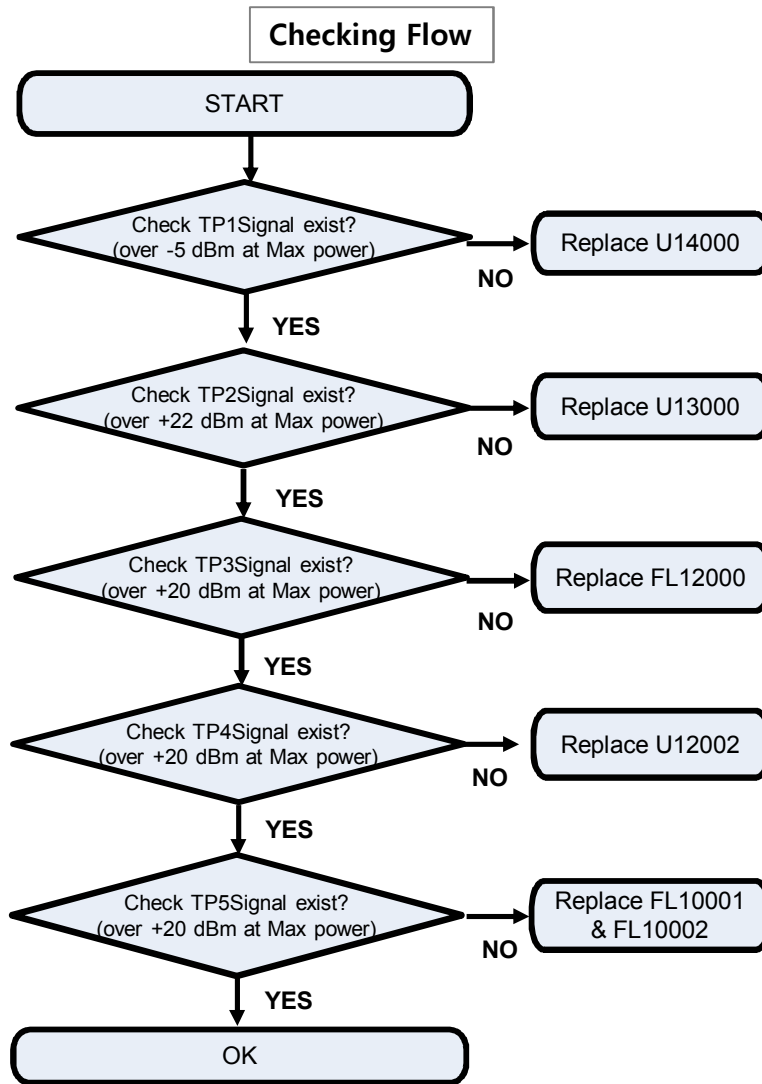 Checking Flow
START
Check TP1Signal exist?
(over -5 dBm at Max power)
Replace U14000
NO
YES
Check TP2Signal exist?
(over +22 dBm at Max power)
Replace U13000
NO
YES
Check TP3Signal exist?
(over +20 dBm at Max power)
Replace FL12000
NO
YES
Check TP4Signal exist?
(over +20 dBm at Max power)
Replace U12002
NO
YES
Check TP5Signal exist?
(over +20 dBm at Max power)
Replace FL10001
& FL10002
NO
YES
OK